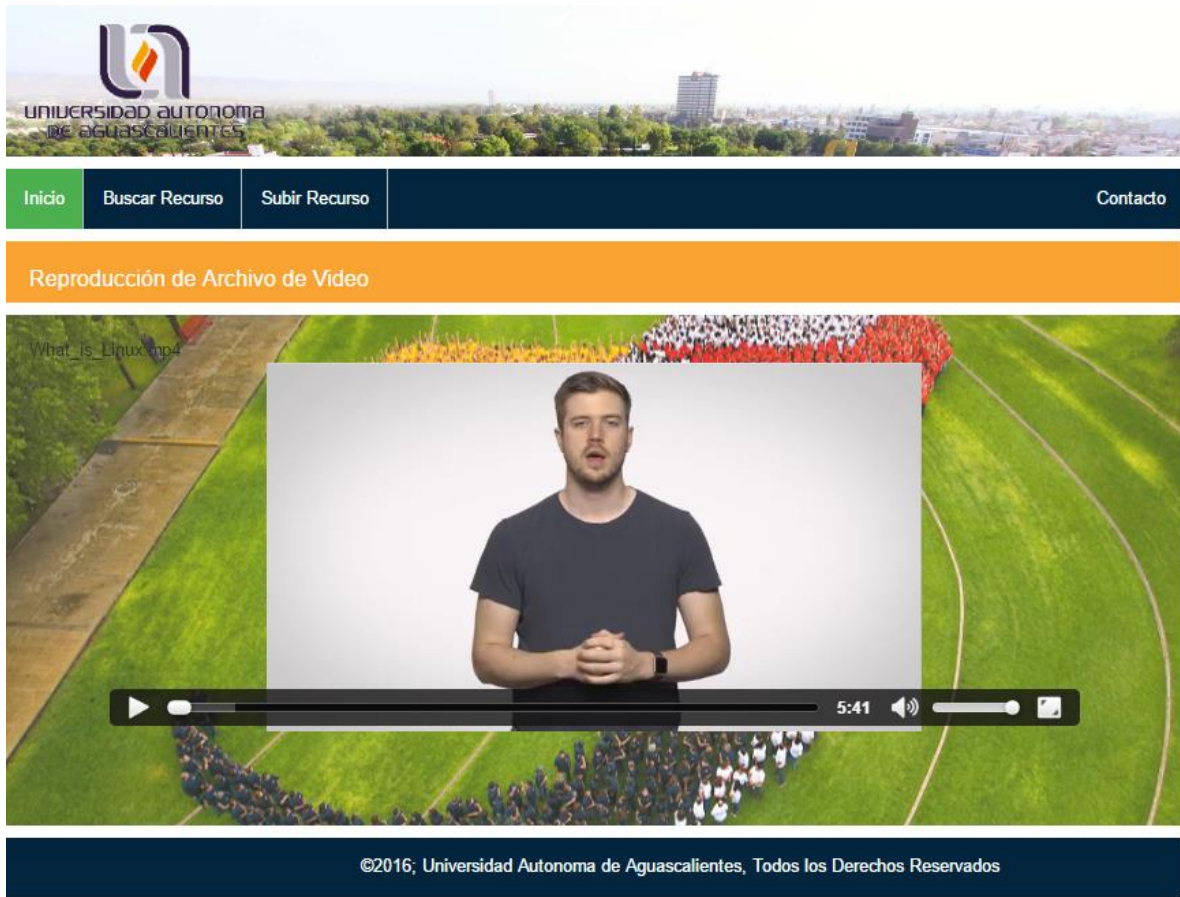 UNIVERSIDAD AUTONOMA
DE AGUASCALIENTES
Inicio
Buscar Recurso
Subir Recurso
Contacto
Reproducción de Archivo de Video
What_is_Linux.mp4
5:41
©2016; Universidad Autonoma de Aguascalientes, Todos los Derechos Reservados